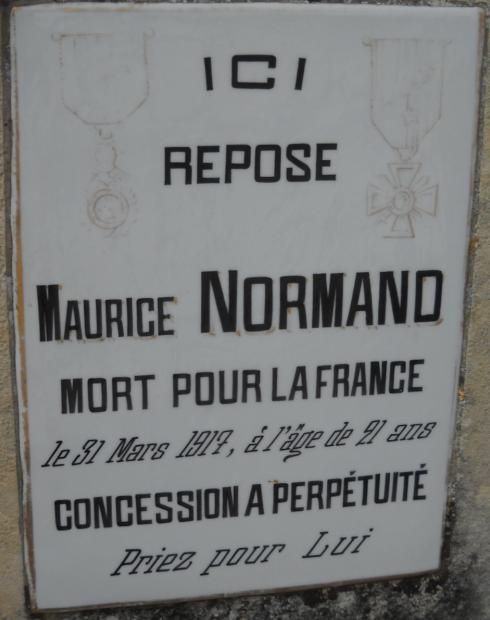 ICI
REPOSE
MAURICE NORMAND
MORT POUR LA FRANCE
le 31 Mars 1917, à l'âge de 21 ans
CONCESSION A PERPÉTUITÉ
Priez pour Lui